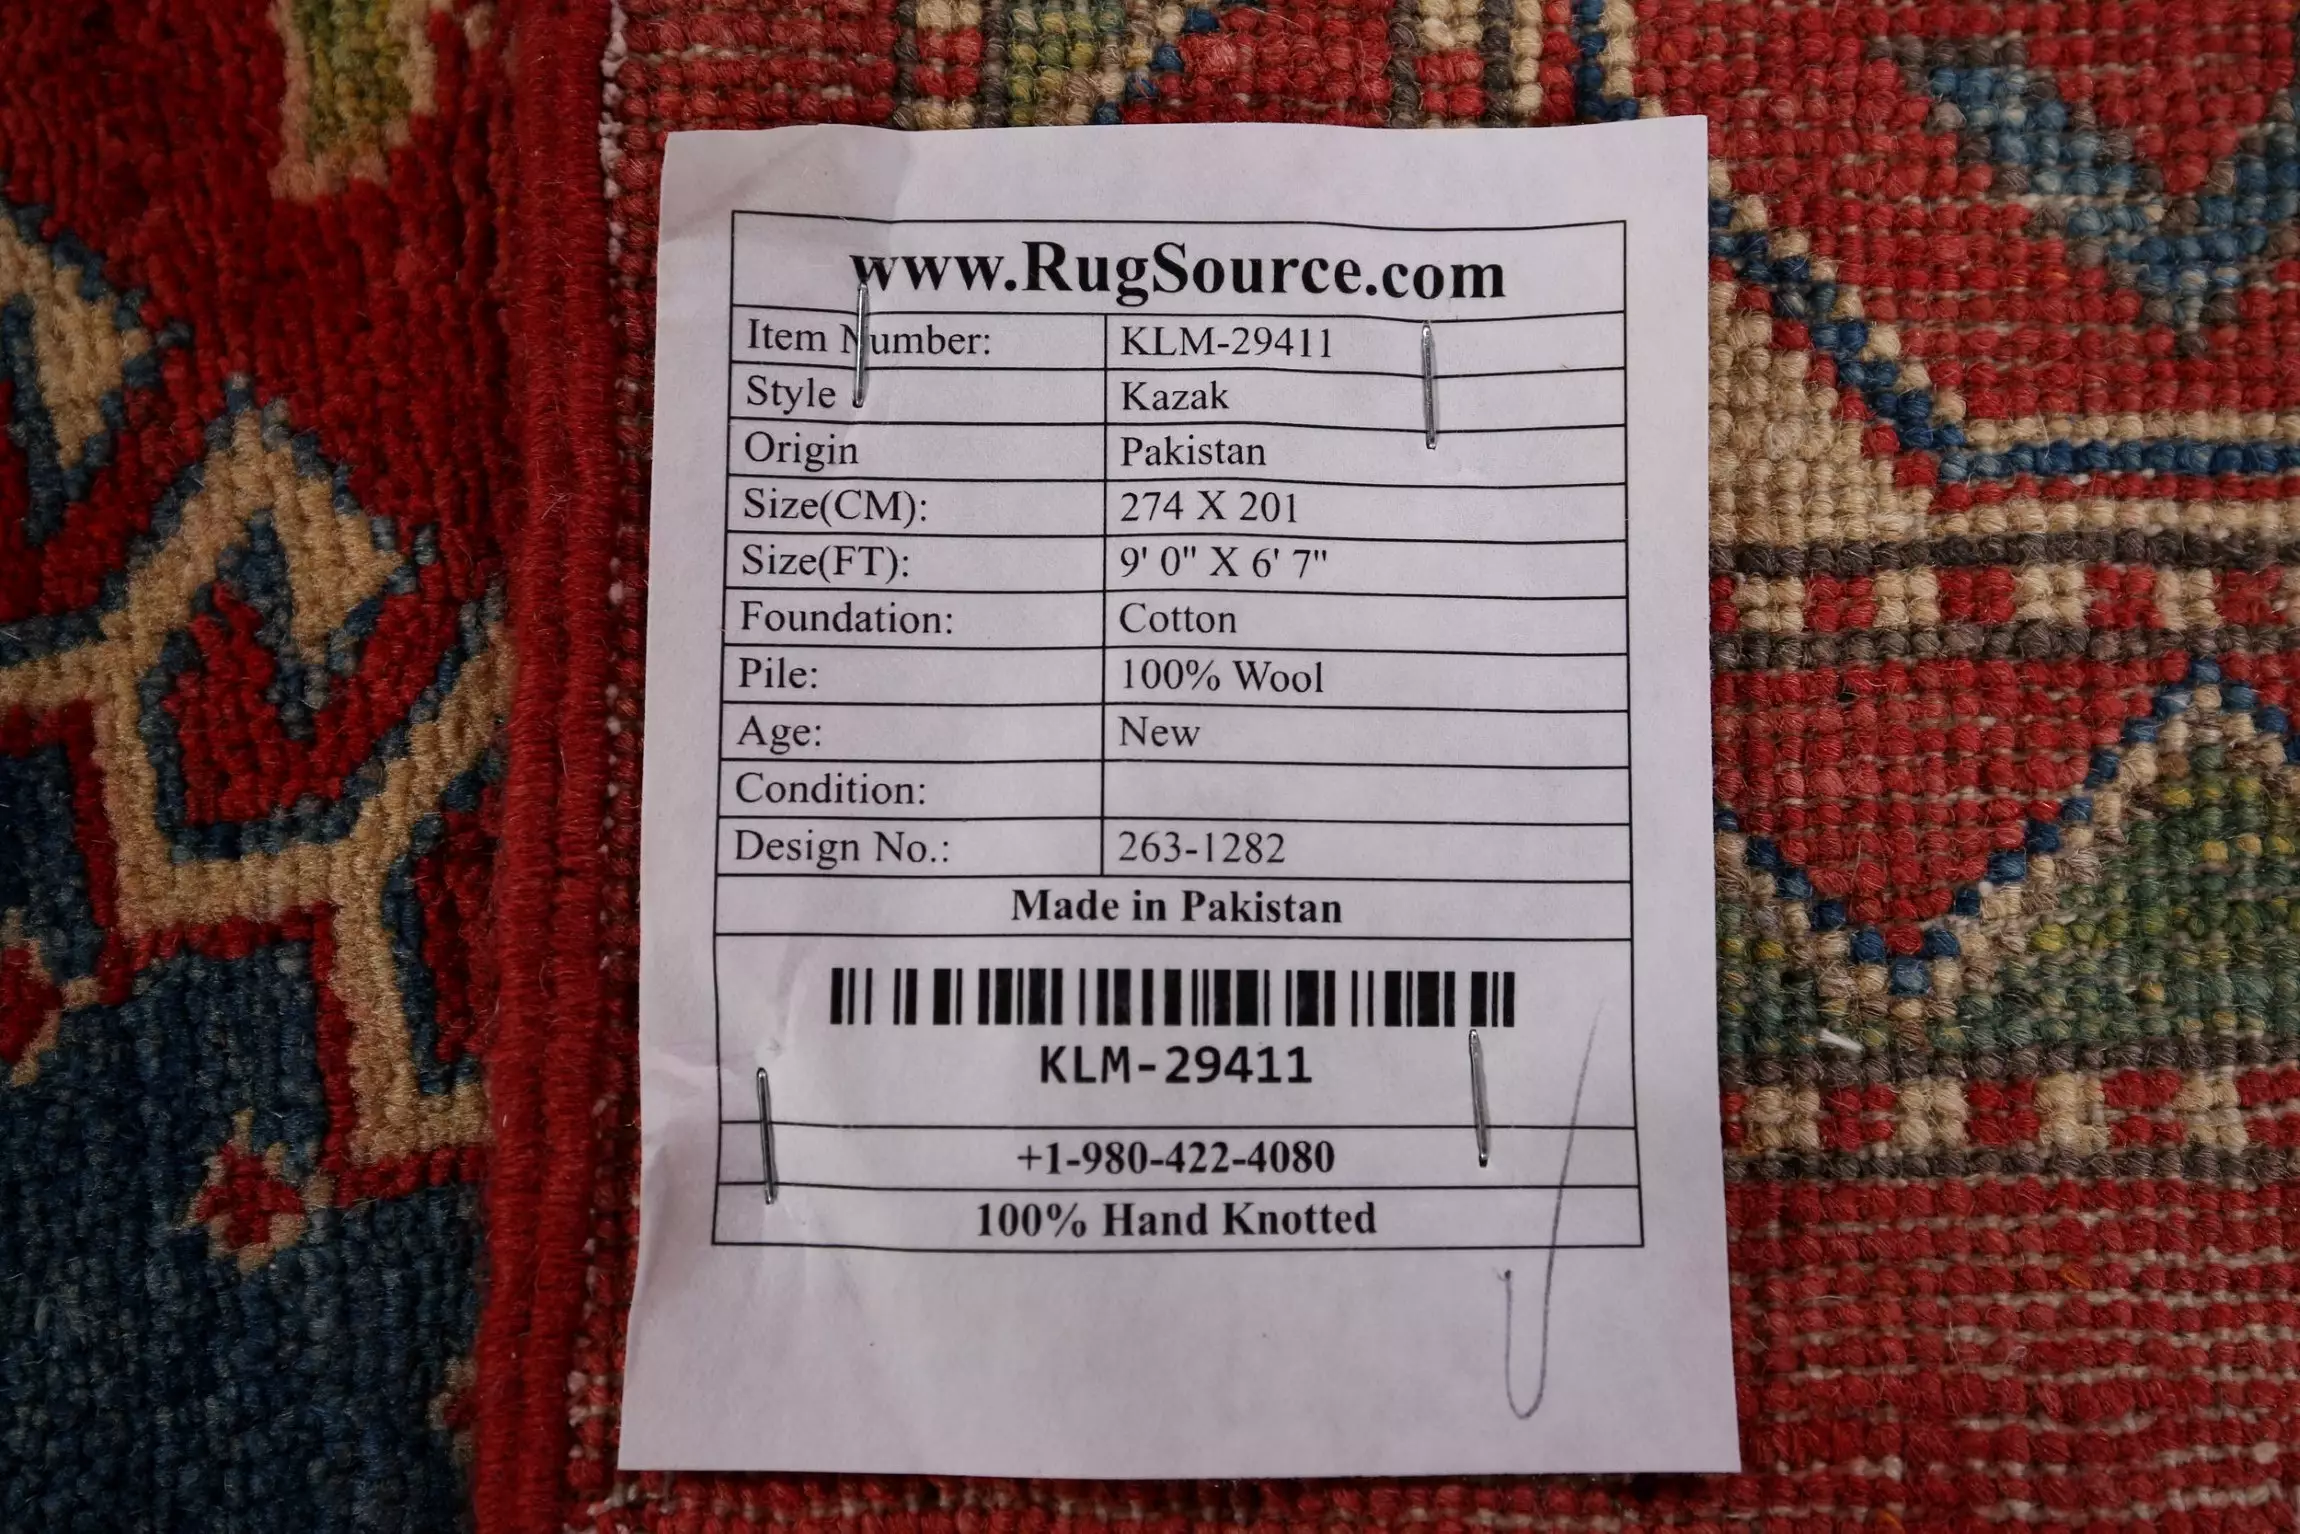 www.RugSource.com
Item Number: KLM-29411
Style Kazak
Origin Pakistan
Size(CM): 274 X 201
Size(FT): 9' 0" X 6' 7"
Foundation: Cotton
Pile: 100% Wool
Age: New
Condition:
Design No.: 263-1282
Made in Pakistan
KLM-29411
+1-980-422-4080
100% Hand Knotted